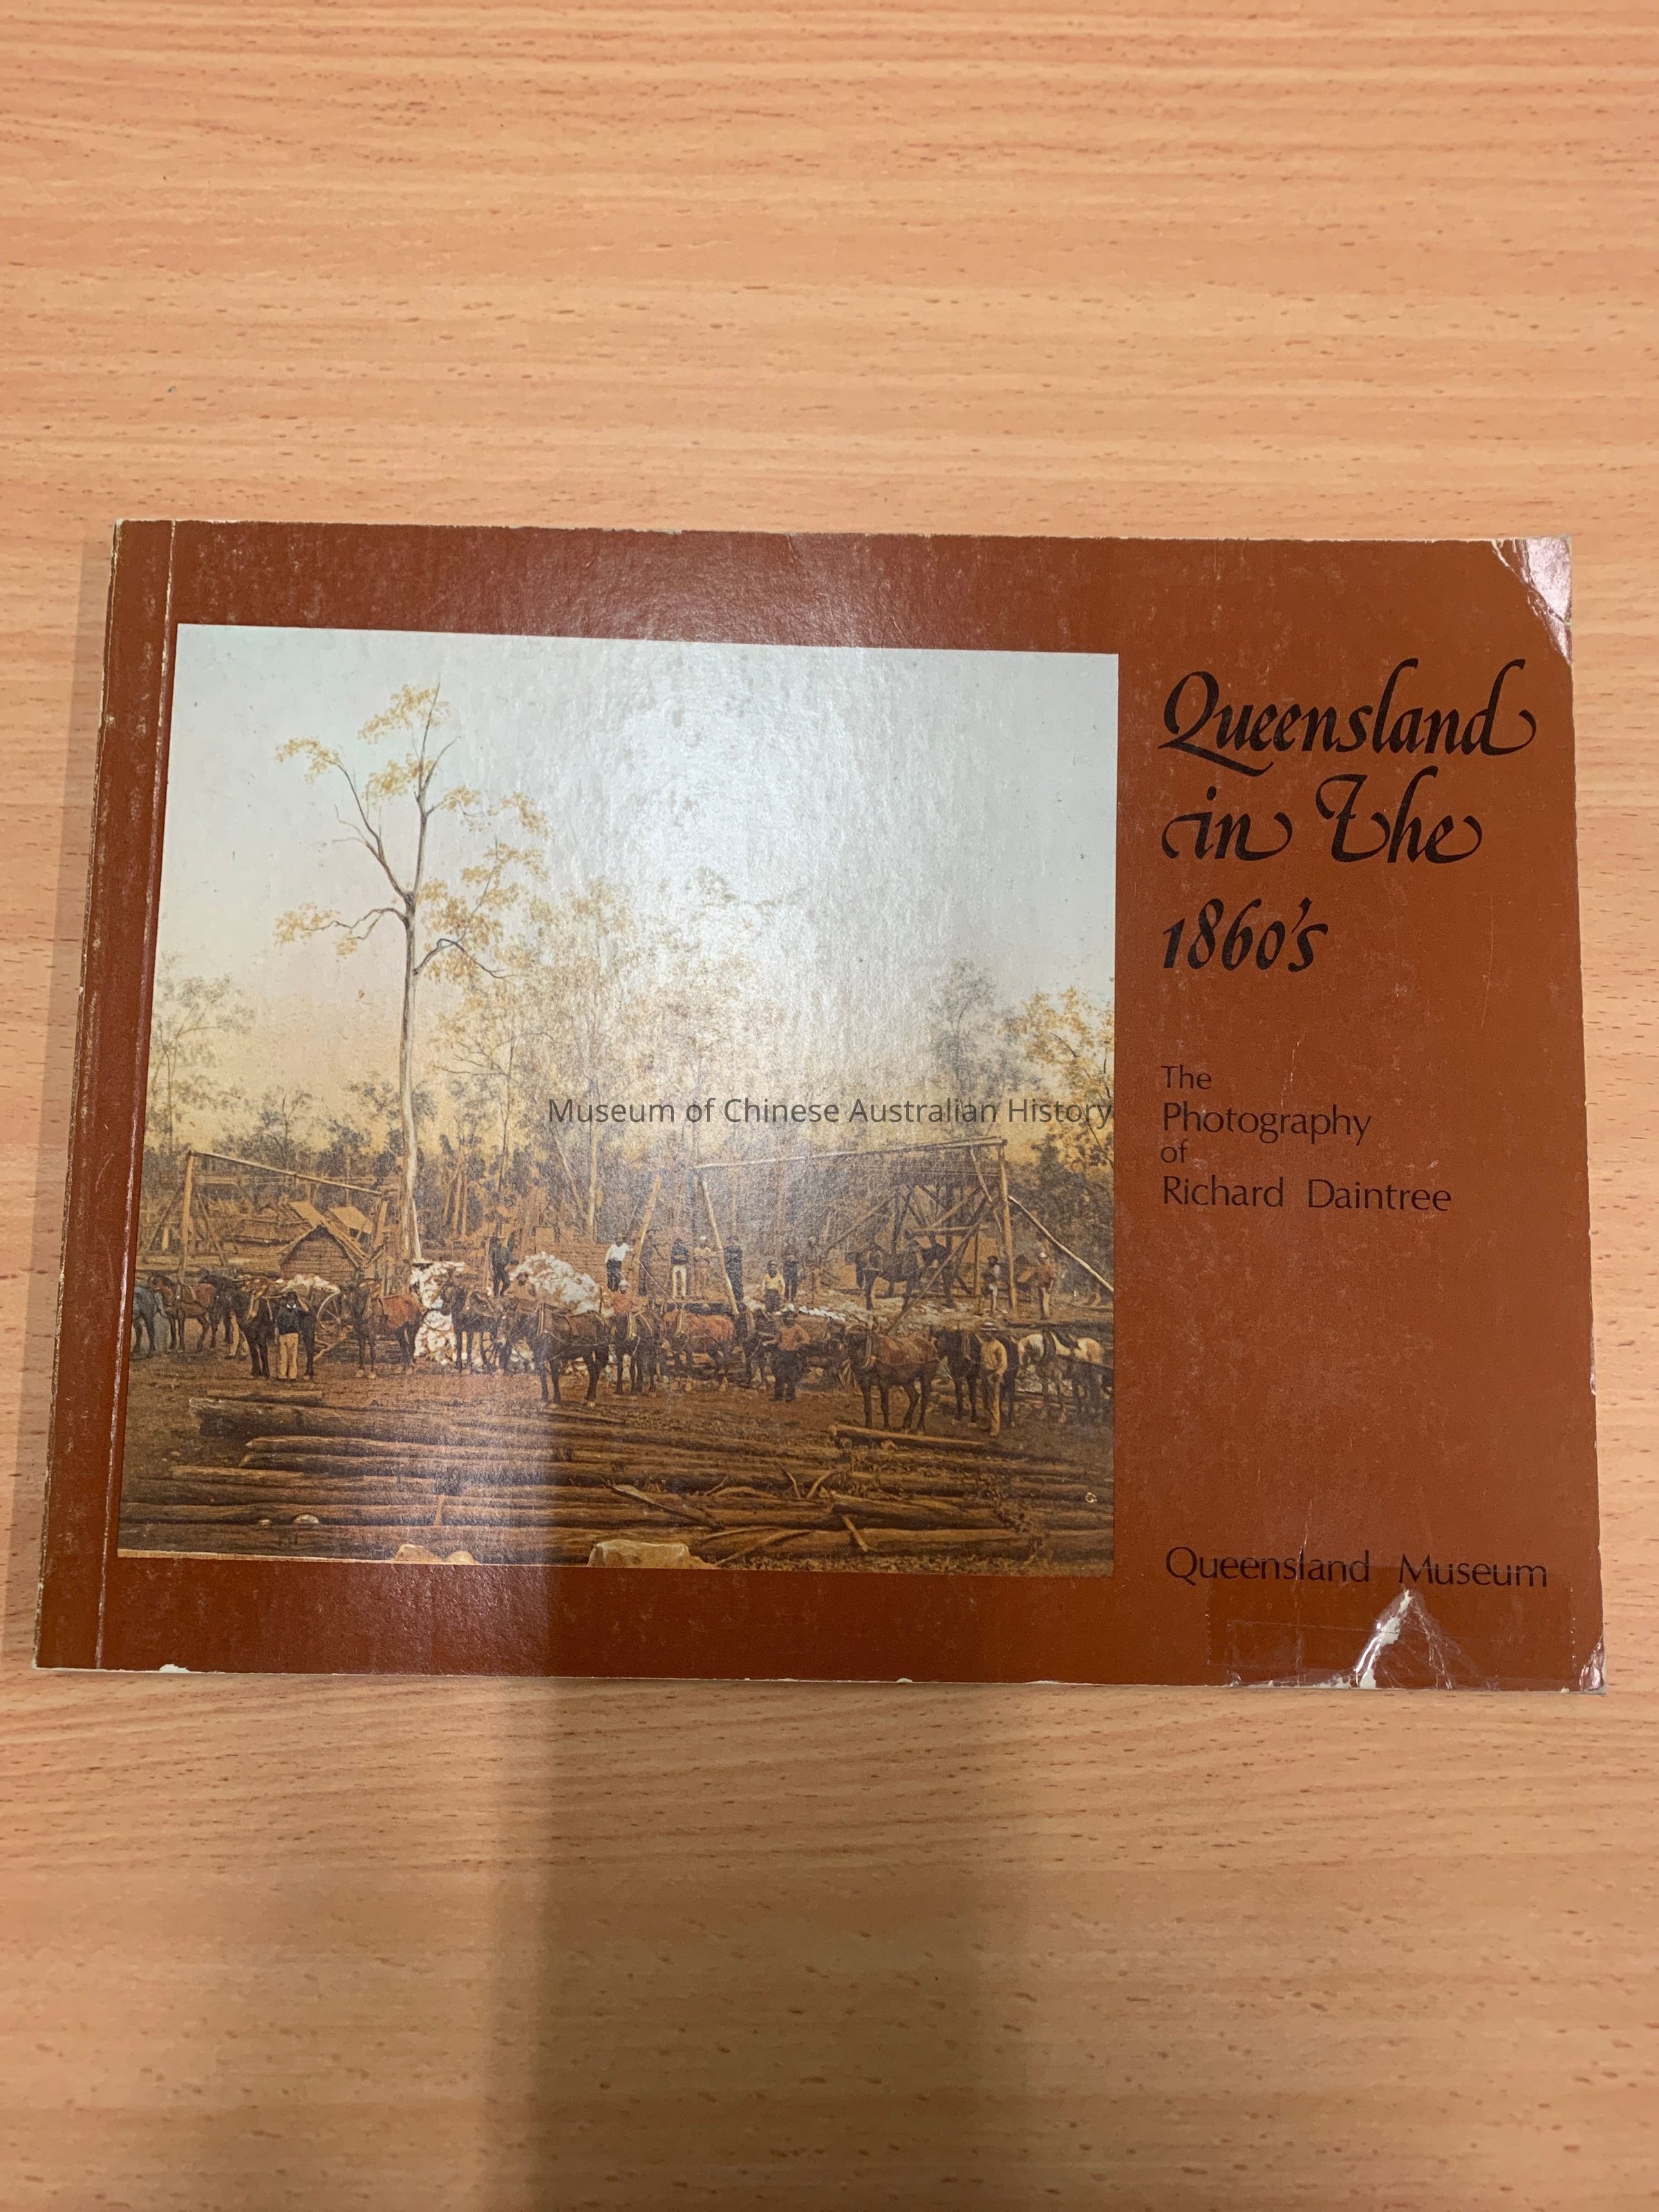 Queensland
in The
1860's
The
Photography
of
Richard Daintree
Queensland Museum
Museum of Chinese Australian History